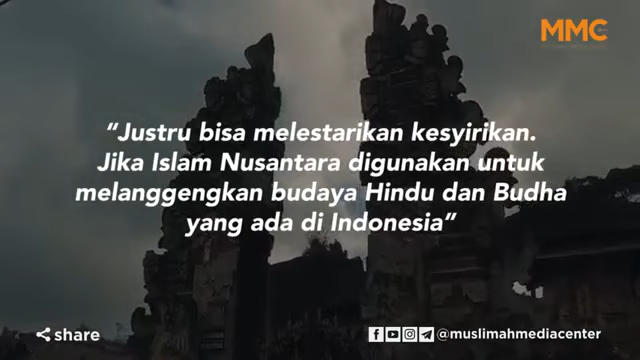 MMC
“Justru bisa melestarikan kesyirikan.
Jika Islam Nusantara digunakan untuk
melanggengkan budaya Hindu dan Budha
yang ada di Indonesia”
share
@muslimahmediacenter